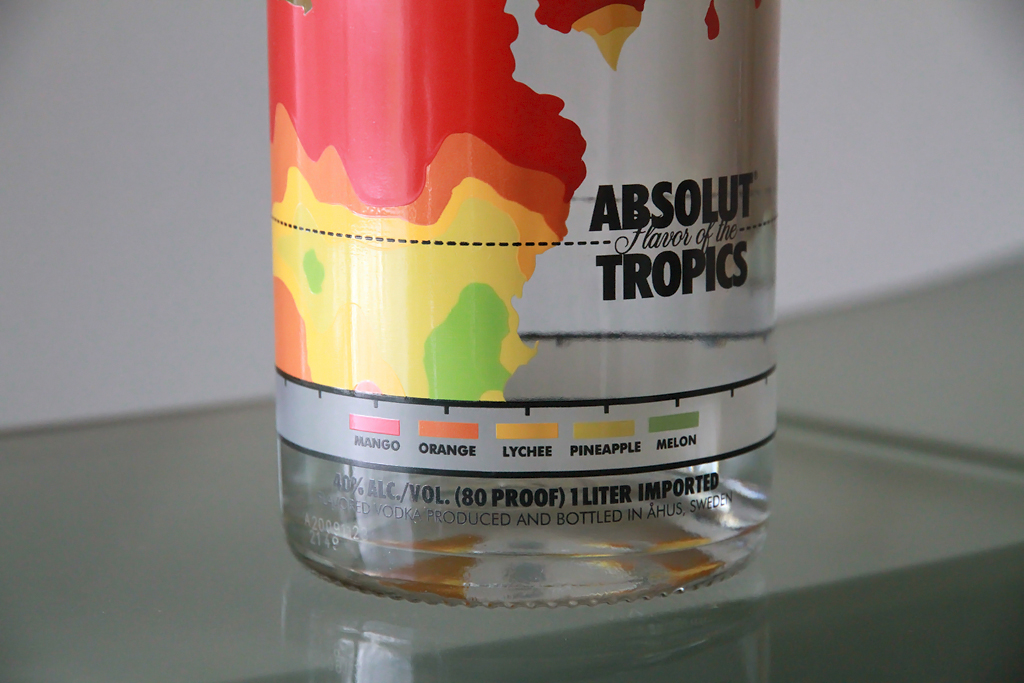 ABSOLUT
Flavor of the
TROPICS
MANGO ORANGE LYCHEE PINEAPPLE MELON
40% ALC./VOL. (80 PROOF) 1 LITER IMPORTED
VODKA PRODUCED AND BOTTLED IN ÅHUS, SWEDEN